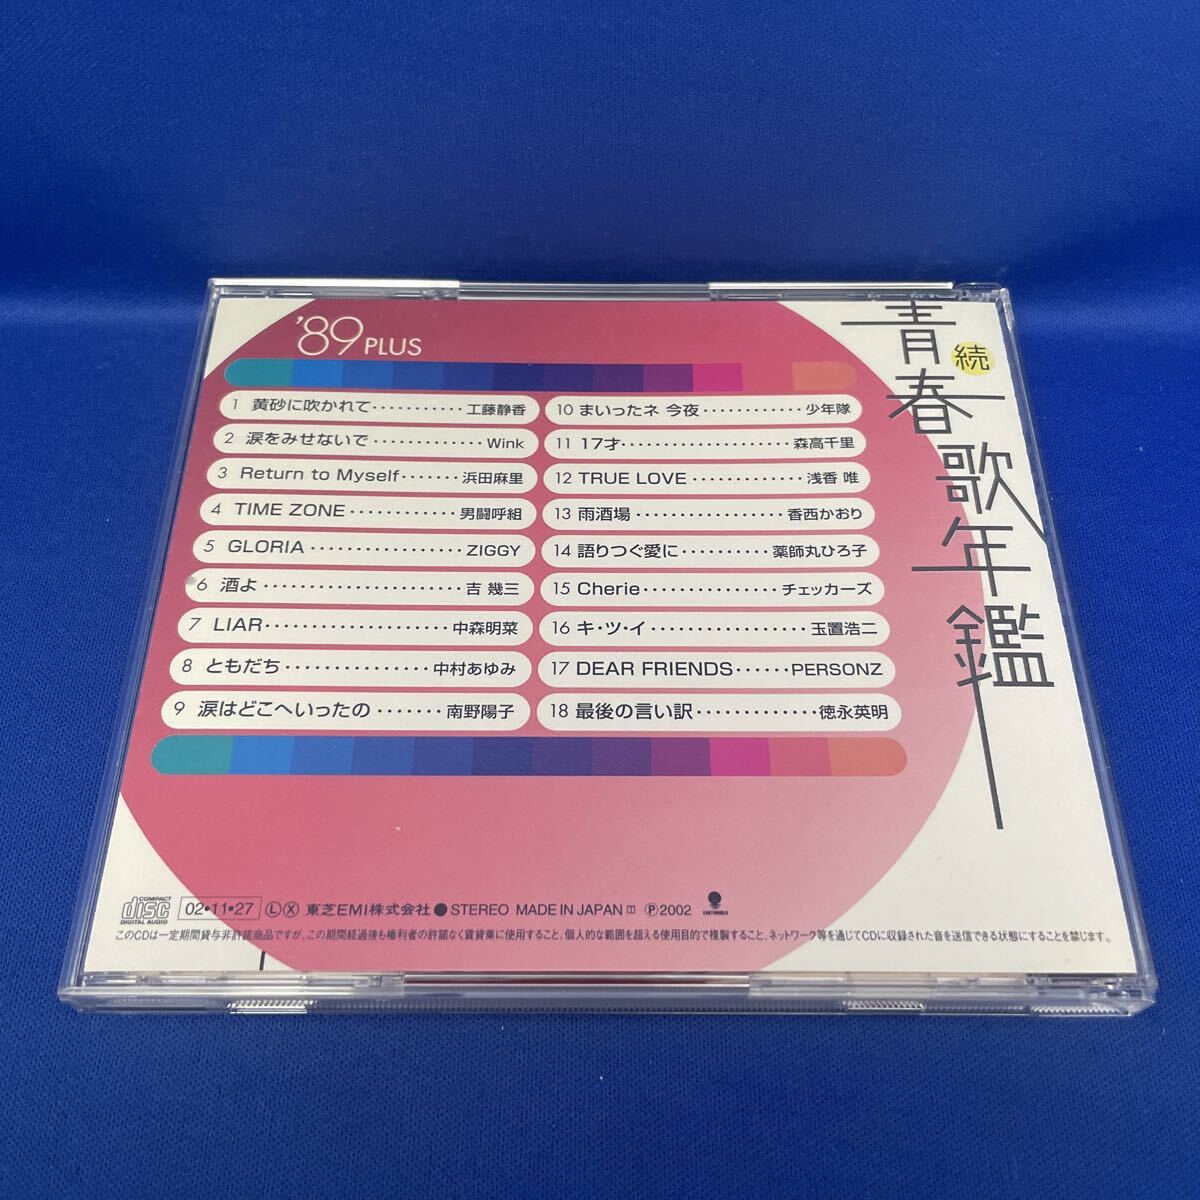 '89 PLUS
続
青春歌年鑑
1 黄砂に吹かれて・・・・・・・・・・・工藤静香
2 涙をみせないで・・・・・・・・・・・・・Wink
3 Return to Myself・・・・・・・浜田麻里
4 TIME ZONE・・・・・・・・・・・・男闘呼組
5 GLORIA・・・・・・・・・・・・・・・・・ZIGGY
6 酒よ・・・・・・・・・・・・・・・・・・・・吉 幾三
7 LIAR・・・・・・・・・・・・・・・・・・・・中森明菜
8 ともだち・・・・・・・・・・・・・・・中村あゆみ
9 涙はどこへいったの・・・・・・・南野陽子
10 まいったネ 今夜・・・・・・・・・・・・少年隊
11 17才・・・・・・・・・・・・・・・・・・・・・森高千里
12 TRUE LOVE・・・・・・・・・・・・・浅香 唯
13 雨酒場・・・・・・・・・・・・・・・・・・香西かおり
14 語りつぐ愛に・・・・・・・・・・薬師丸ひろ子
15 Cherie・・・・・・・・・・・・・・・チェッカーズ
16 キ・ツ・イ・・・・・・・・・・・・・・・・・・玉置浩二
17 DEAR FRIENDS・・・・・・PERSONZ
18 最後の言い訳・・・・・・・・・・・・・徳永英明
COMPACT disc DIGITAL AUDIO 02•11•27 Ⓛ Ⓧ 東芝EMI株式会社 ● STEREO MADE IN JAPAN Ⓟ2002 EASTWORLD
このCDは一定期間貸与非許諾商品ですが、この期間経過後も権利者の許諾なく賃貸業に使用すること、個人的な範囲を超える使用目的で複製すること、ネットワーク等を通じてCDに収録された音を送信できる状態にすることを禁じます。